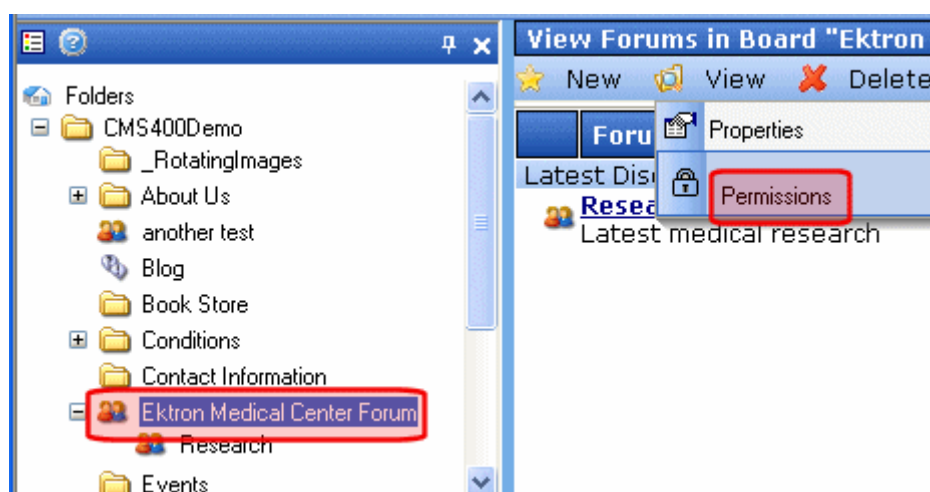 Folders
CMS400Demo
_RotatingImages
About Us
another test
Blog
Book Store
Conditions
Contact Information
Ektron Medical Center Forum
Research
Events
View Forums in Board "Ektron
New View Delete
Properties
Permissions
Foru
Latest Dis
Resea
Latest medical research